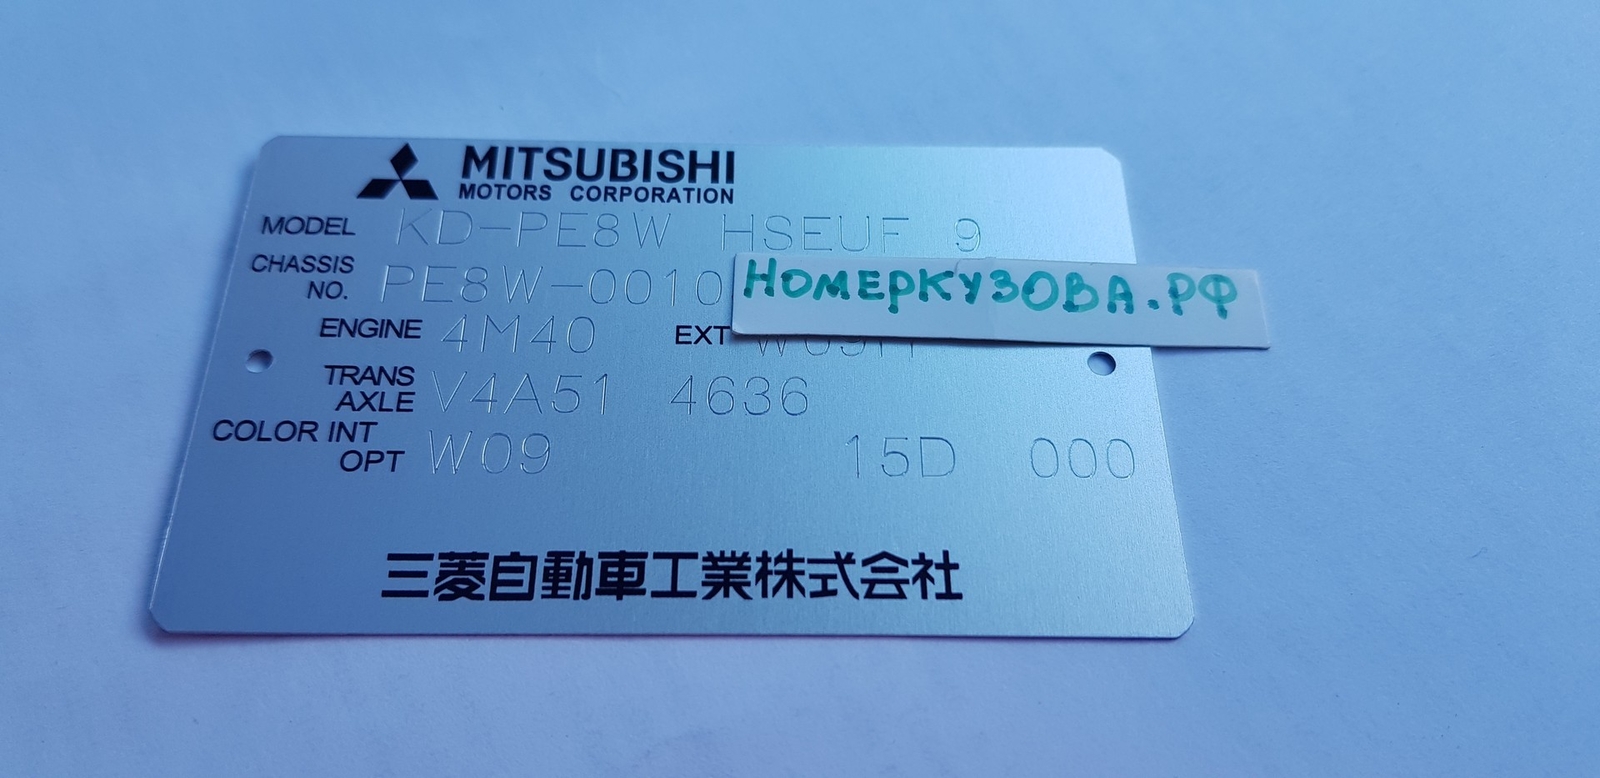 MITSUBISHI
MOTORS CORPORATION
MODEL KD-PE8W HSEUF 9
CHASSIS NO. PE8W-0010
НОМЕРКУЗОВА.РФ
ENGINE 4M40 EXT
TRANS AXLE V4A51 4636
COLOR INT OPT W09 15D 000
三菱自動車工業株式会社